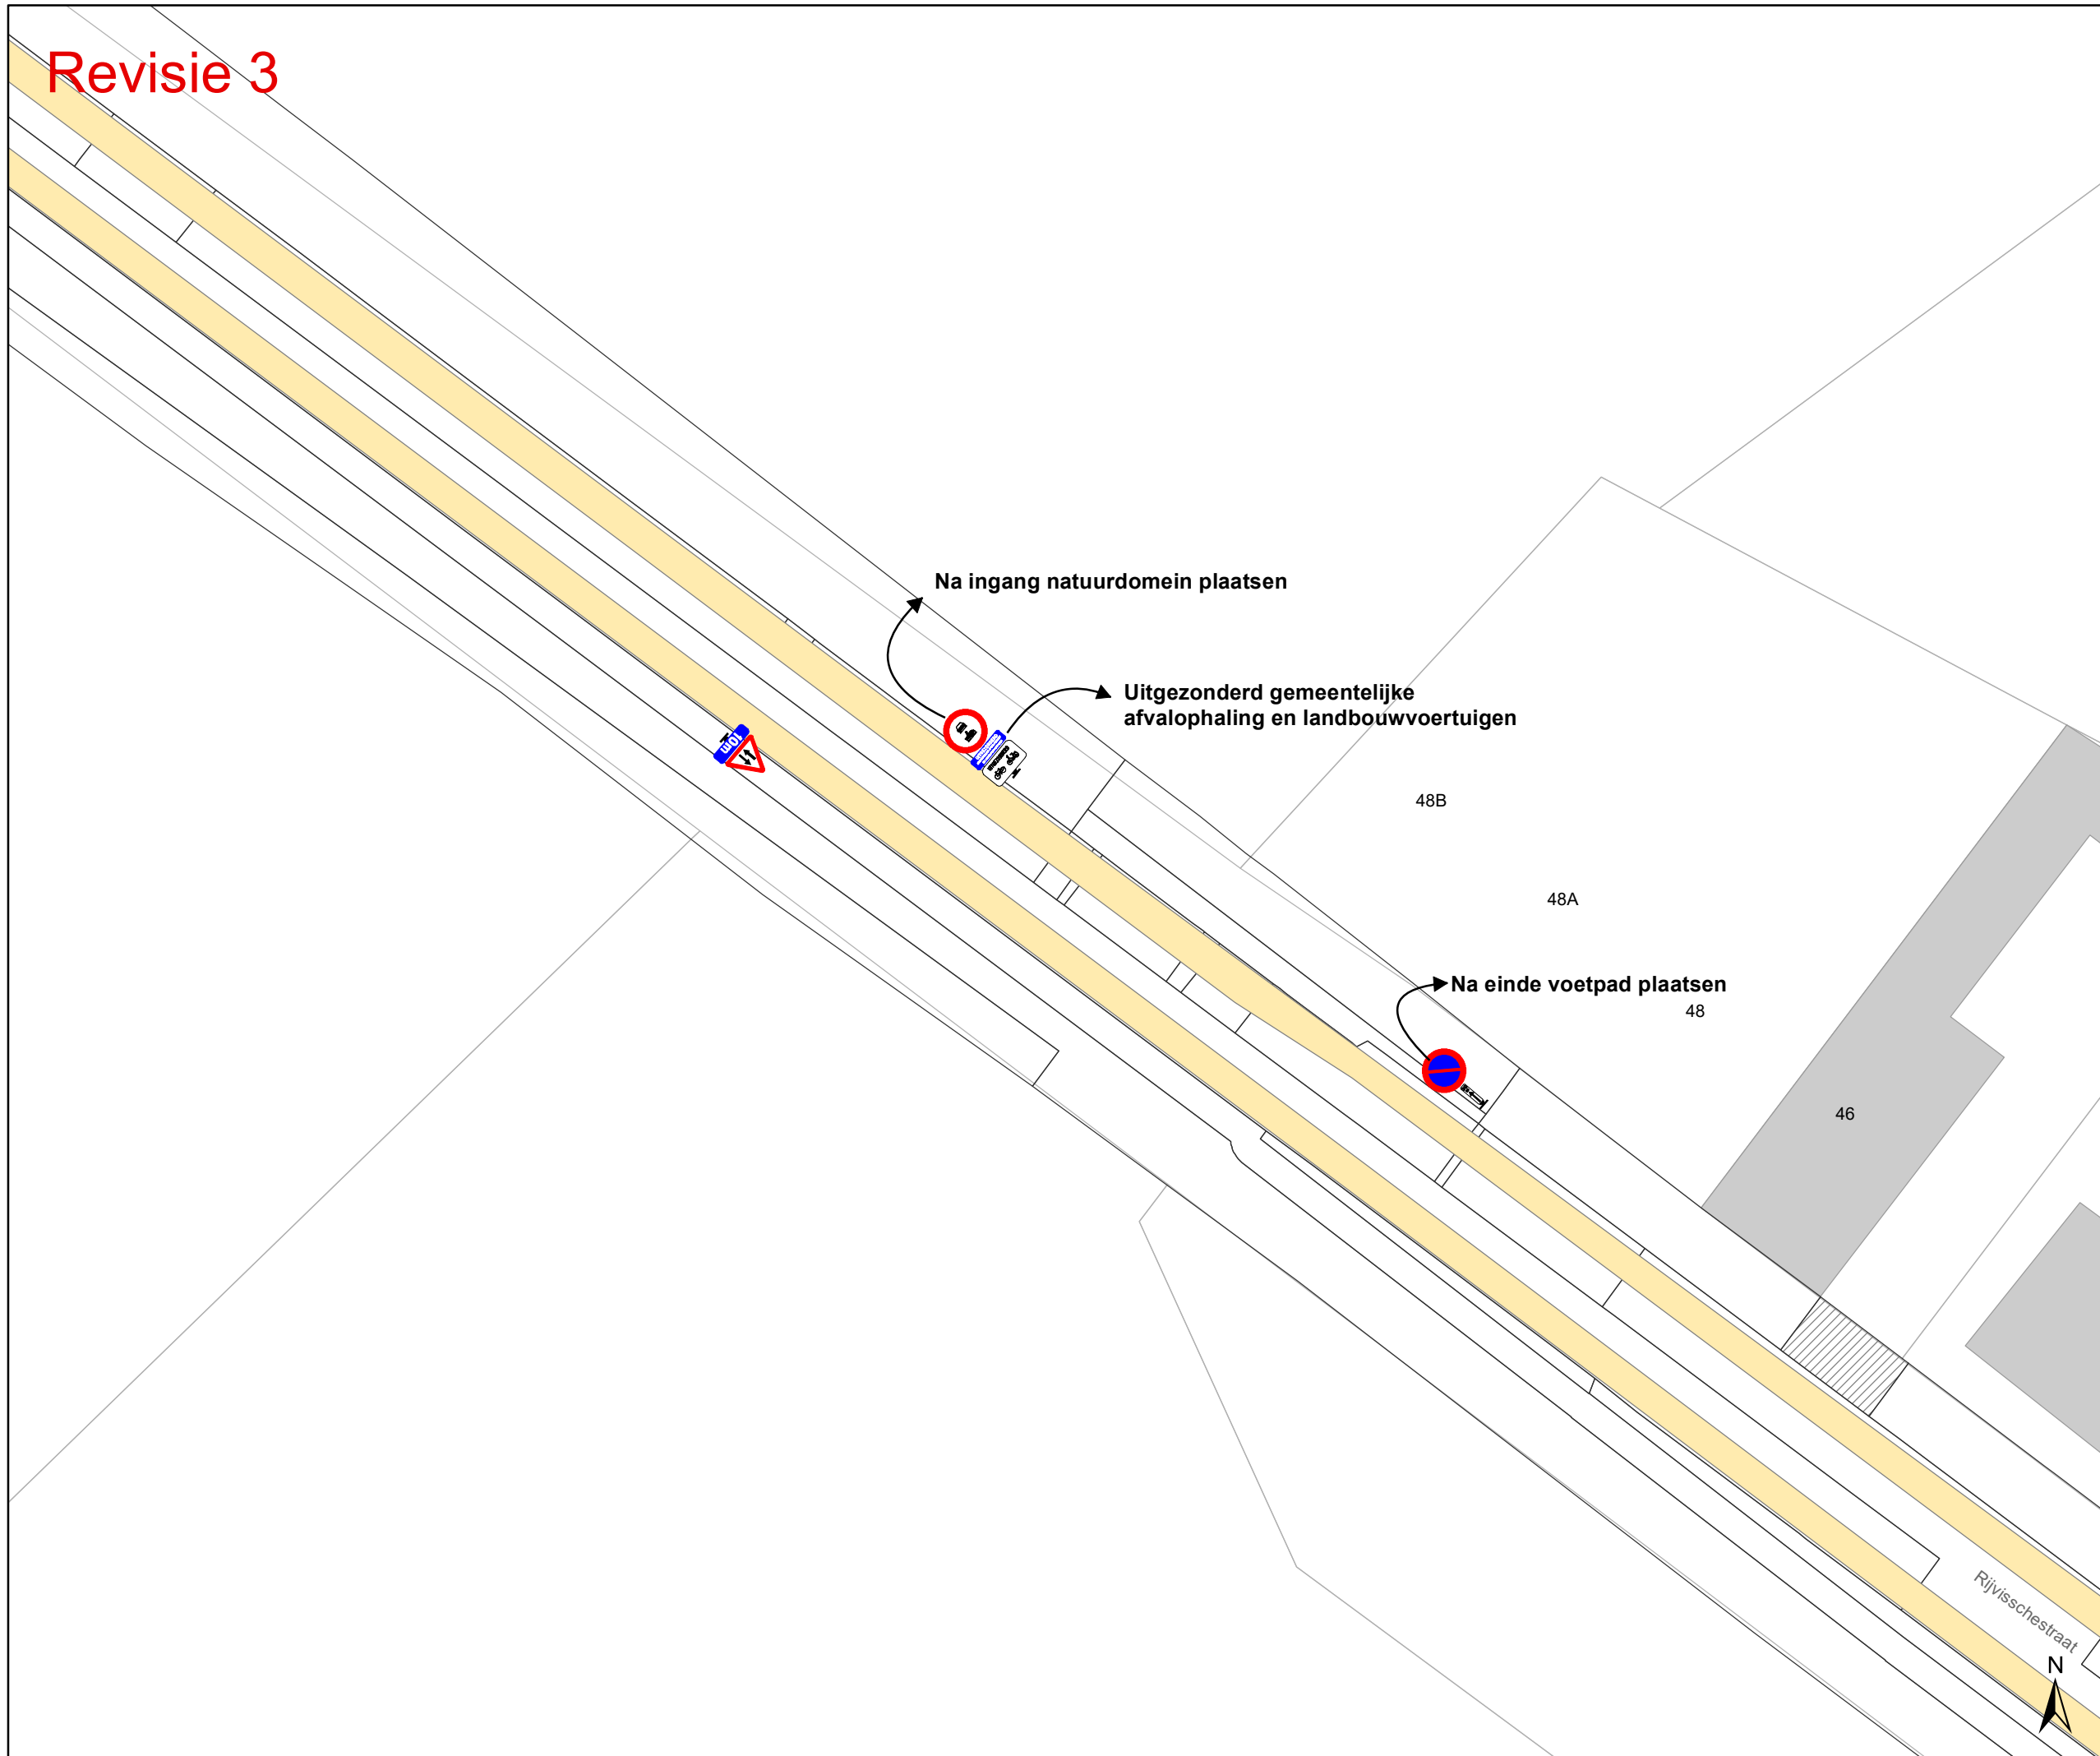 Revisie 3
Na ingang natuurdomein plaatsen
Uitgezonderd gemeentelijke
afvalophaling en landbouwvoertuigen
10m
48B
48A
Na einde voetpad plaatsen
48
46
Rijvisschestraat
N